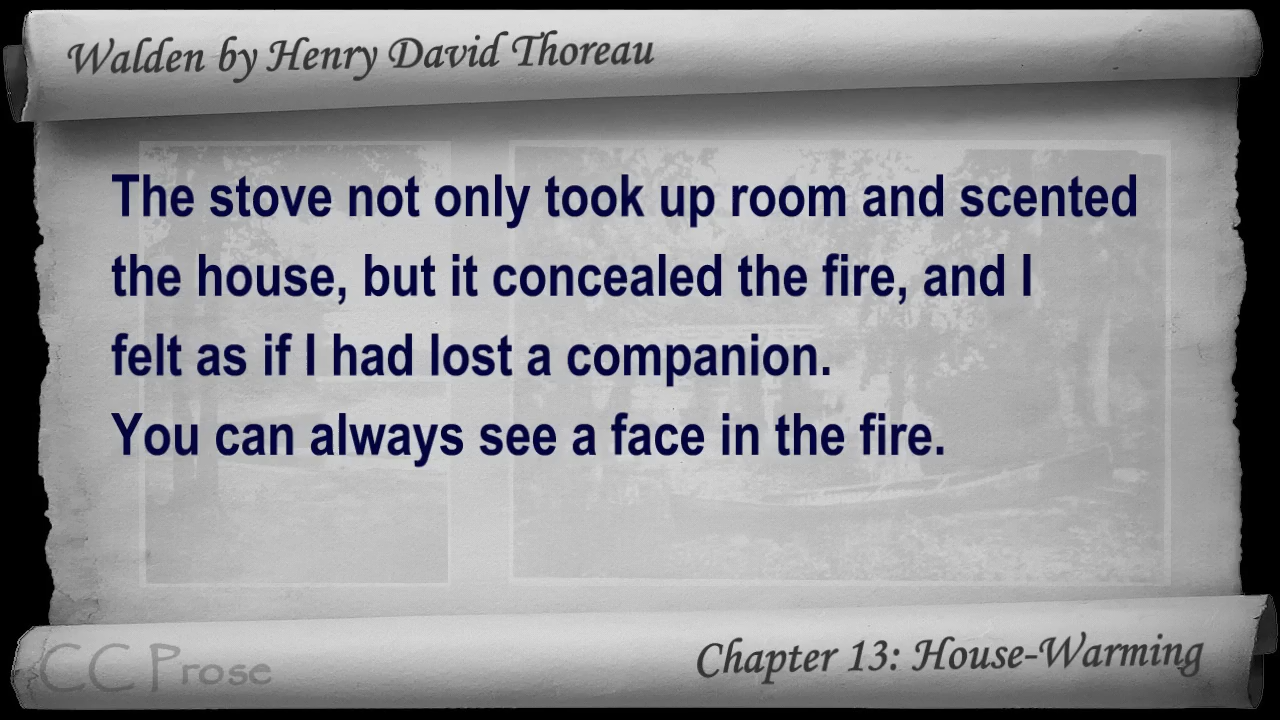 Walden by Henry David Thoreau
The stove not only took up room and scented
the house, but it concealed the fire, and I
felt as if I had lost a companion.
You can always see a face in the fire.
CC Prose
Chapter 13: House-Warming